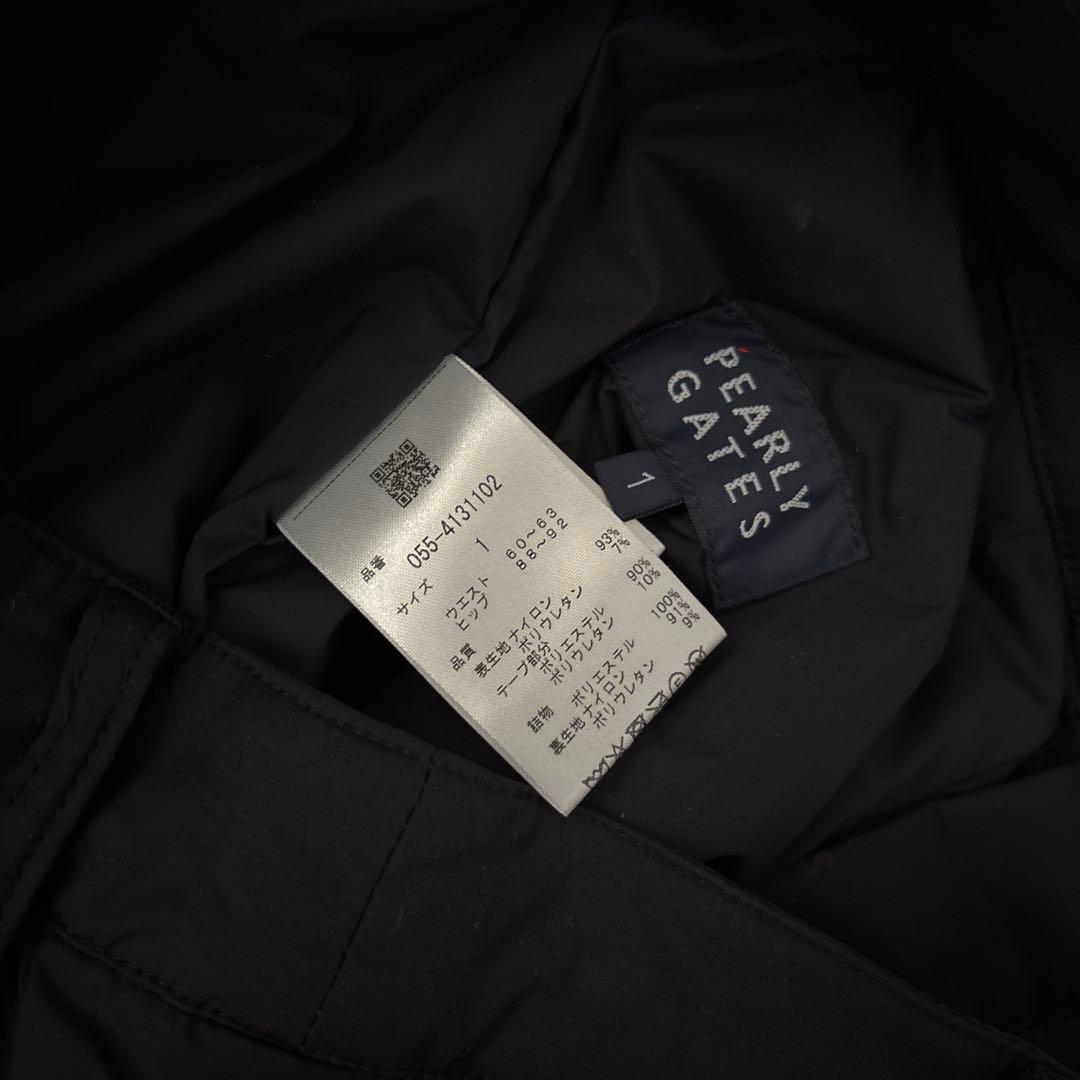 PEARLY
GATES
1
品番 055-4131102
サイズ 1
ウエスト 60~63
ヒップ 88~92
品質
表生地 ナイロン 93%
ポリウレタン 7%
テープ部分 ポリエステル 90%
ポリウレタン 10%
詰物 ポリエステル 100%
裏生地 ナイロン 91%
ポリウレタン 9%